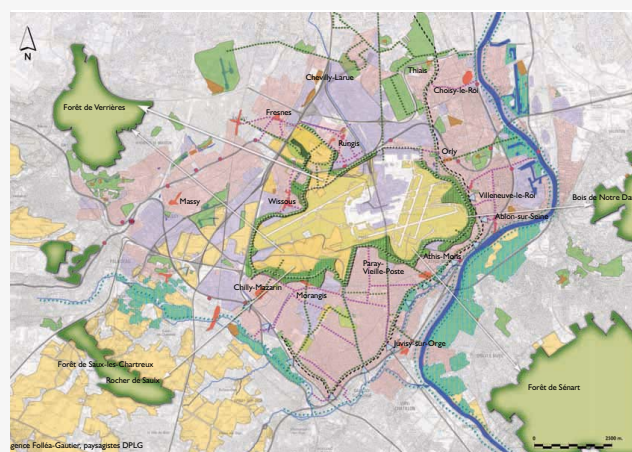 N
Chevilly-Larue
Thiais
Choisy-le-Roi
Forêt de Verrières
Fresnes
Rungis
Orly
Massy
Wissous
Villeneuve-le-Roi
Bois de Notre Da
Ablon-sur-Seine
Athis-Mons
Paray-
Vieille-Poste
Chilly-Mazarin
Morangis
Juvisy-sur-Orge
Forêt de Saux-les-Chartreux
Rocher de Saulx
Forêt de Sénart
gence Folléa-Gautier, paysagistes DPLG
0
2500 m.